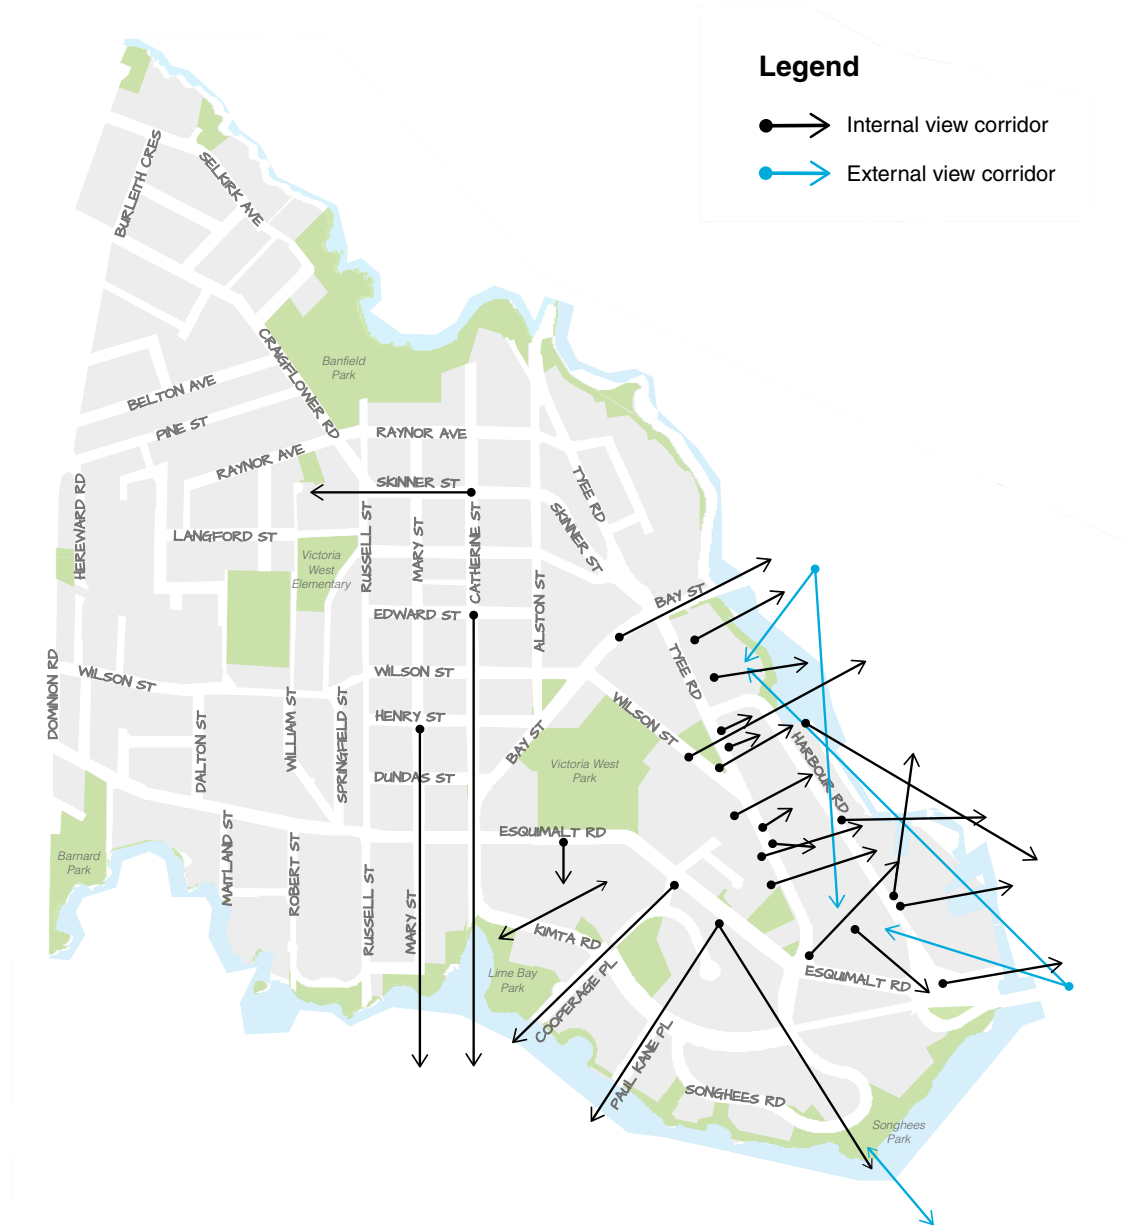 Legend
Internal view corridor
External view corridor
BURLEITH CRES
SELKIRK AVE
CRAIGFLOWER RD
Banfield
Park
BELTON AVE
PINE ST
RAYNOR AVE
RAYNOR AVE
HEREWARD RD
SKINNER ST
TYEE RD
SKINNER ST
LANGFORD ST
Victoria
West
Elementary
RUSSELL ST
MARY ST
CATHERINE ST
ALSTON ST
BAY ST
EDWARD ST
DOMINION RD
WILSON ST
WILSON ST
TYEE RD
WILSON ST
DALTON ST
WILLIAM ST
SPRINGFIELD ST
HENRY ST
BAY ST
HARBOUR RD
DUNDAS ST
Victoria West
Park
ESQUIMALT RD
Barnard
Park
MAITLAND ST
ROBERT ST
RUSSELL ST
MARY ST
KIMTA RD
Lime Bay
Park
COOPERAGE PL
ESQUIMALT RD
PAUL KANE PL
SONGHEES RD
Songhees
Park